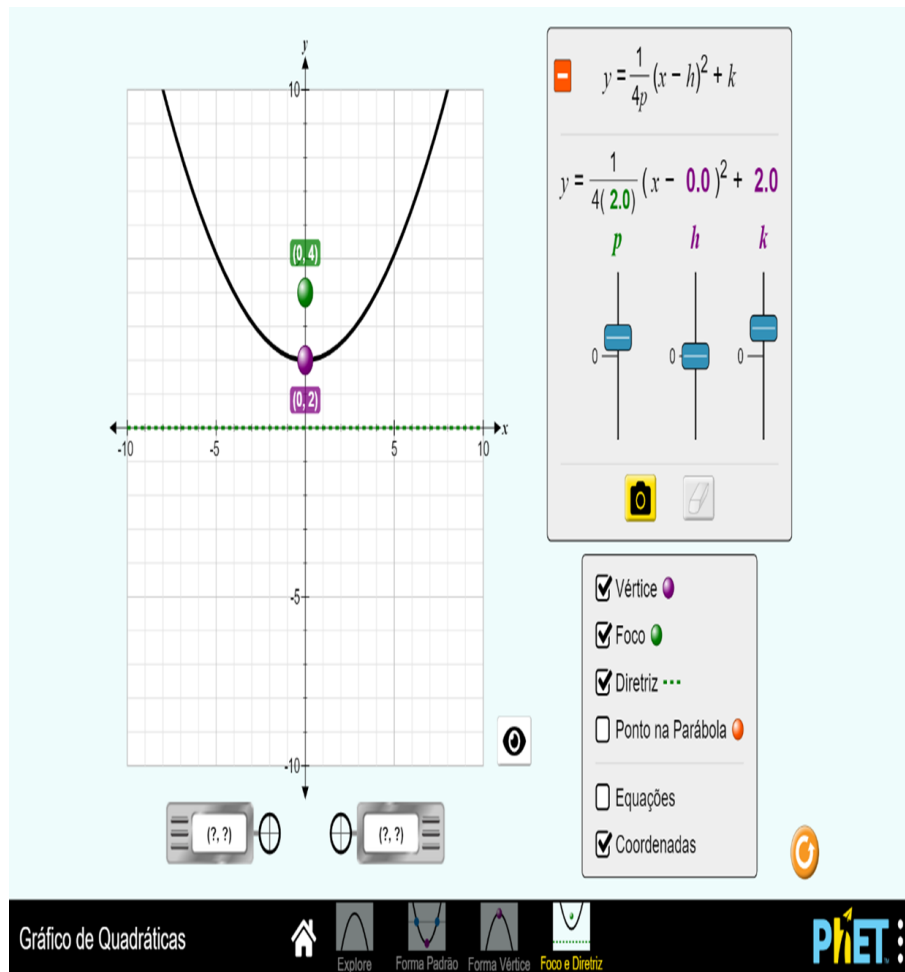 y
10
(0, 4)
(0, 2)
x
-10
-5
5
10
-5
-10
(?, ?)
(?, ?)
y = 1/4p (x – h)2 + k
y = 1/4( 2.0) ( x – 0.0 )2 + 2.0
p h k
0 0 0
Vértice
Foco
Diretriz
Ponto na Parábola
Equações
Coordenadas
Gráfico de Quadráticas
Explore
Forma Padrão
Forma Vértice
Foco e Diretriz
PhET